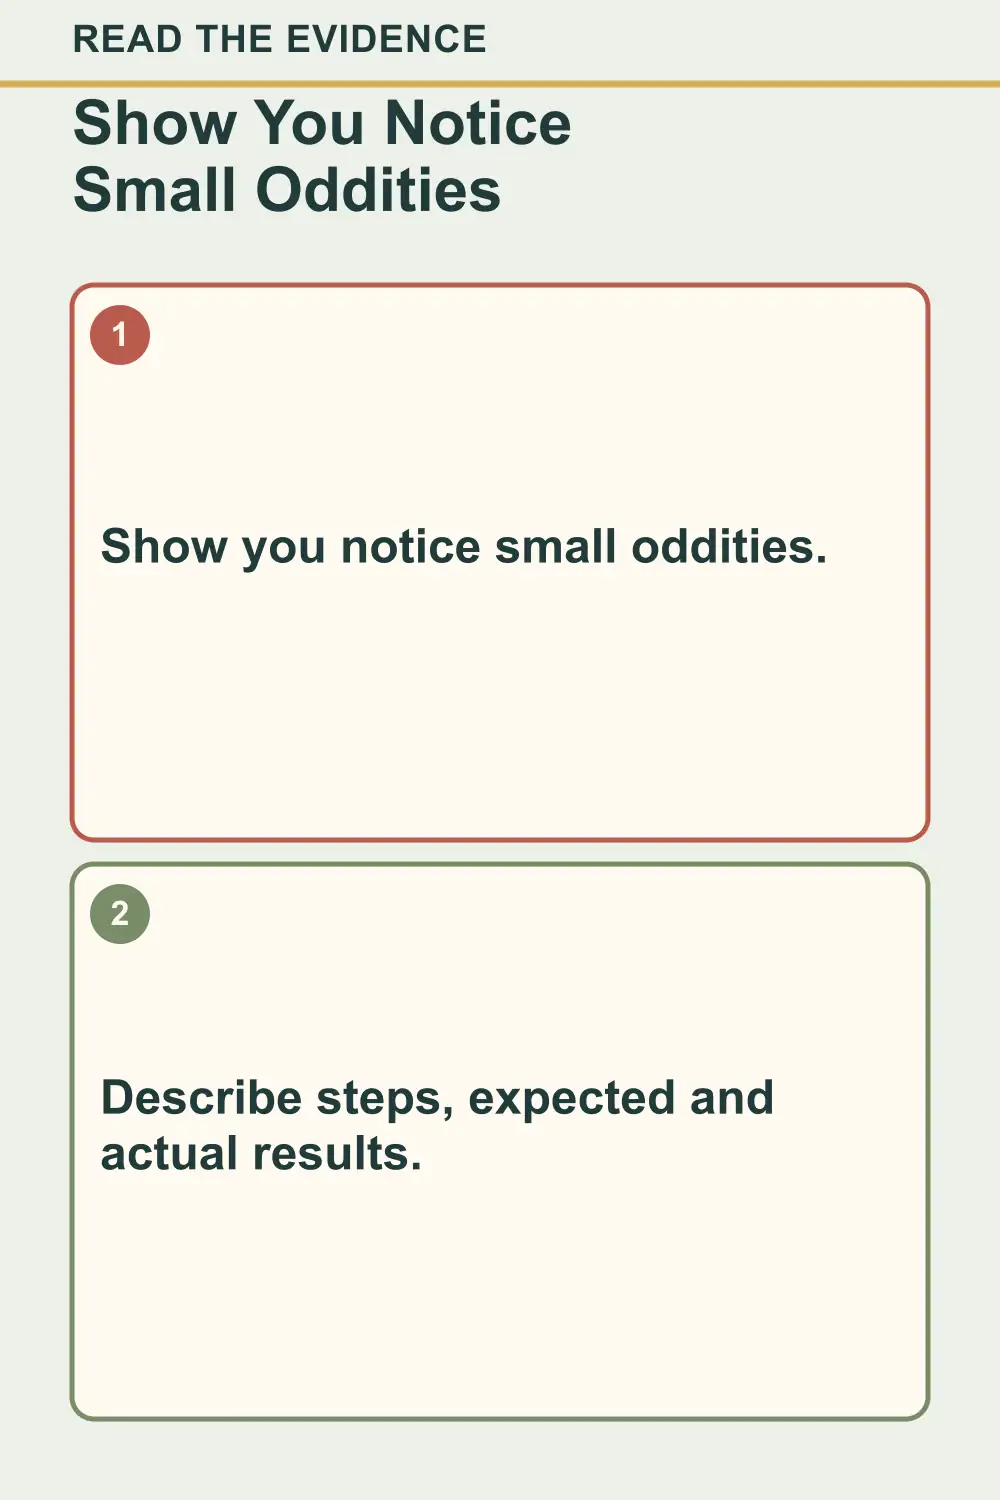 READ THE EVIDENCE
Show You Notice
Small Oddities
1
Show you notice small oddities.
2
Describe steps, expected and
actual results.